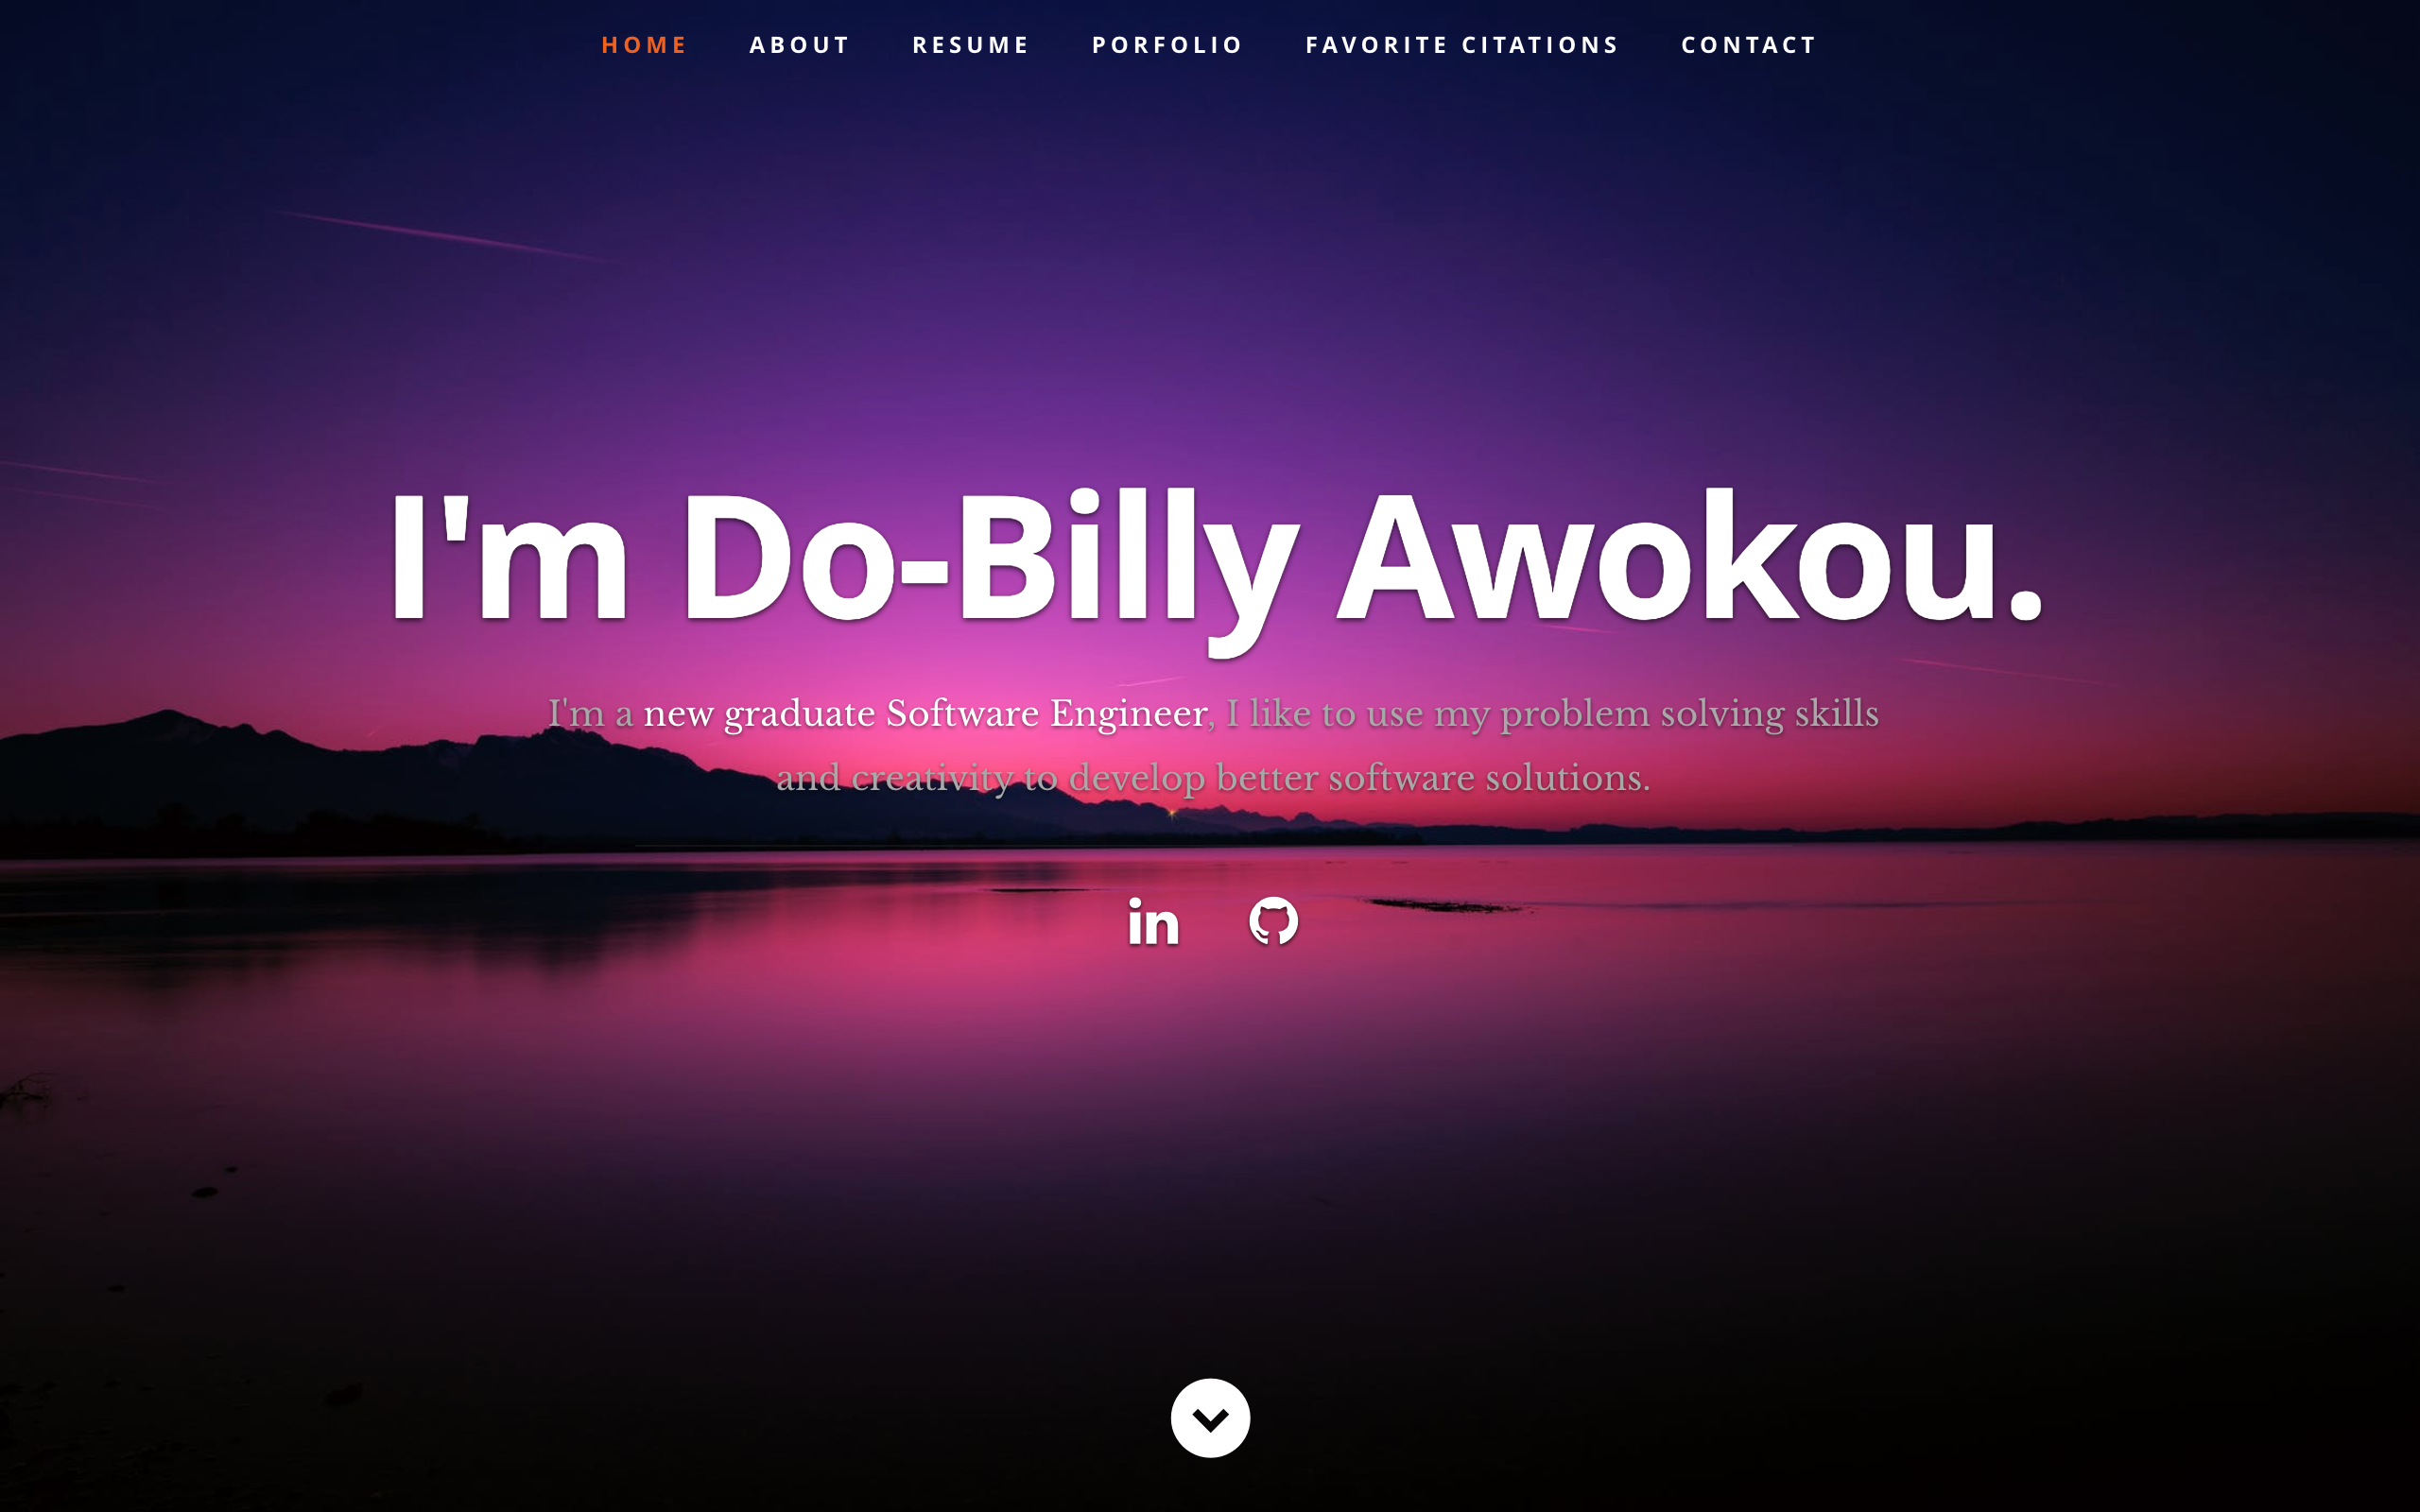 HOME ABOUT RESUME PORFOLIO FAVORITE CITATIONS CONTACT
I'm Do-Billy Awokou.
I'm a new graduate Software Engineer, I like to use my problem solving skills
and creativity to develop better software solutions.
in